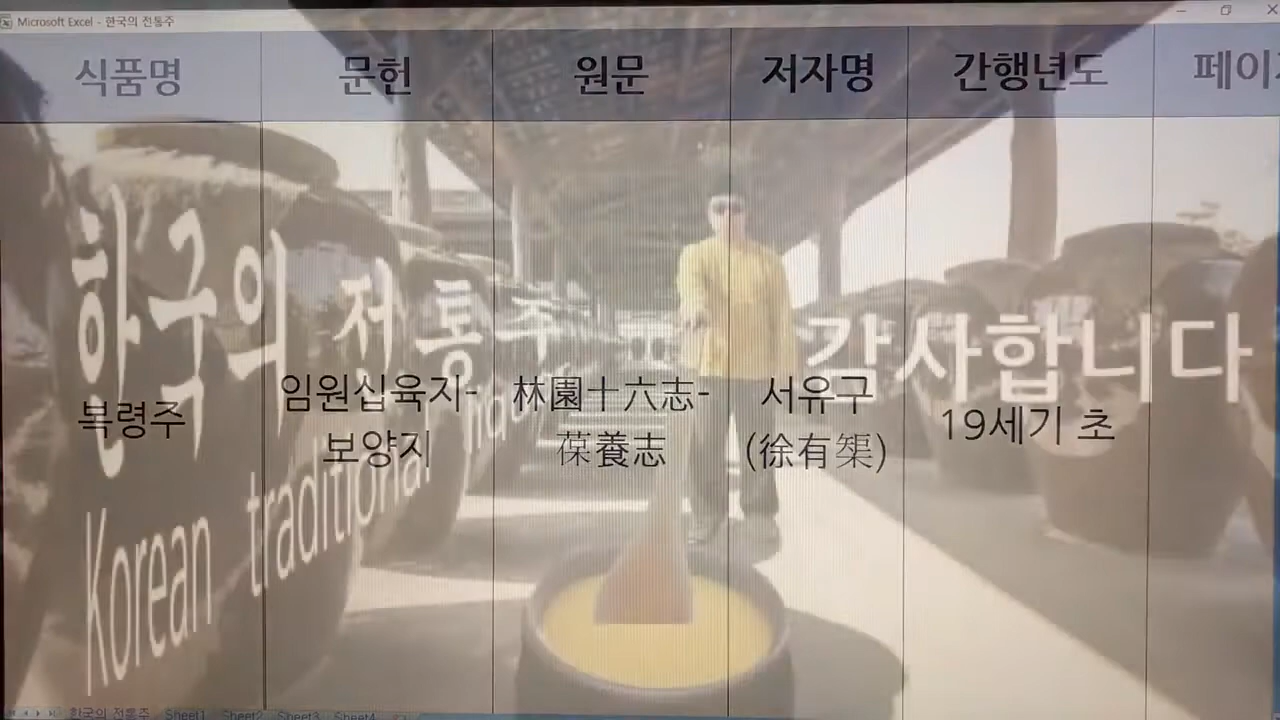 Microsoft Excel - 한국의 전통주
식품명 문헌 원문 저자명 간행년도 페이지
한국의 전통주
감사합니다
복령주
임원십육지-
보양지
林園十六志-
葆養志
서유구
(徐有榘)
19세기 초
Korean traditional
한국의 전통주 Sheet1 Sheet2 Sheet3 Sheet4